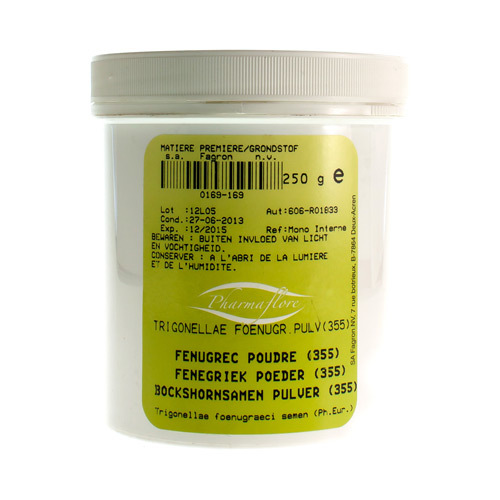 MATIERE PREMIERE/GRONDSTOF
s.a. Fagron n.v.
250 g e
0169-169
Lot :12L05 Aut:606-R01833
Cond.:27-06-2013
Exp. :12/2015 Ref:Mono Interne
BEWAREN : BUITEN INVLOED VAN LICHT
EN VOCHTIGHEID.
CONSERVER : A L'ABRI DE LA LUMIERE
ET DE L'HUMIDITE.
Pharmaflore
TRIGONELLAE FOENUGR.PULV(355)
FENUGREC POUDRE (355)
FENEGRIEK POEDER (355)
BOCKSHORNSAMEN PULVER (355)
Trigonellae foenugraeci semen (Ph.Eur.)
SA Fagron NV, 7 rue botrieux, B-7864 Deux-Acren